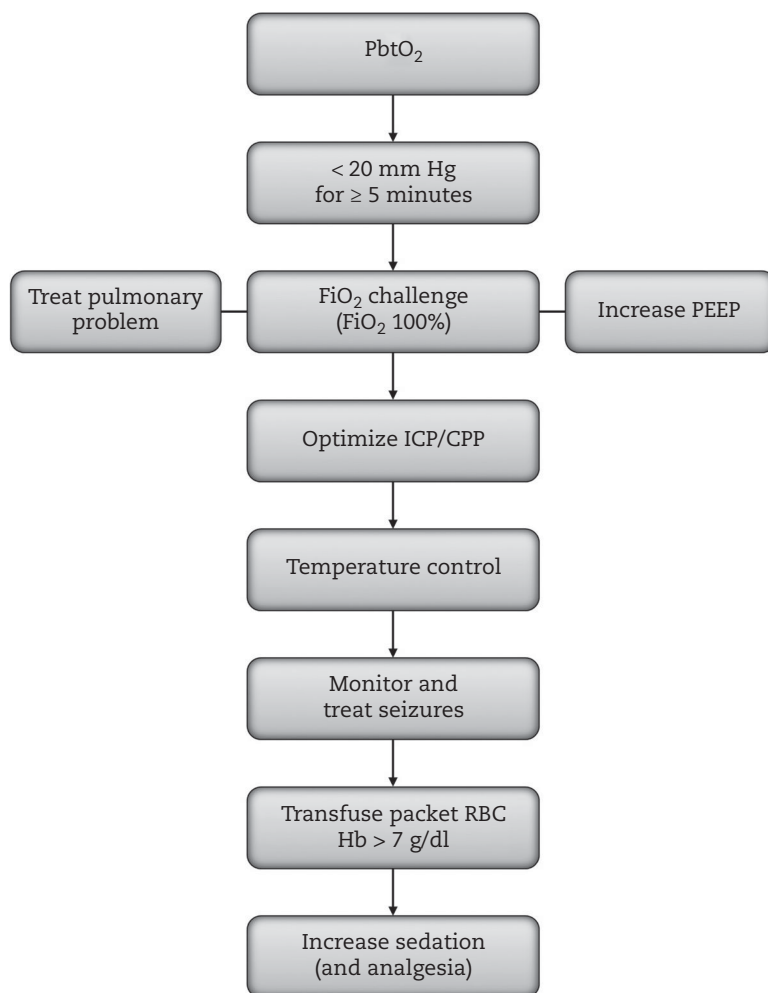 PbtO₂
< 20 mm Hg
for ≥ 5 minutes
Treat pulmonary
problem
FiO₂ challenge
(FiO₂ 100%)
Increase PEEP
Optimize ICP/CPP
Temperature control
Monitor and
treat seizures
Transfuse packet RBC
Hb > 7 g/dl
Increase sedation
(and analgesia)